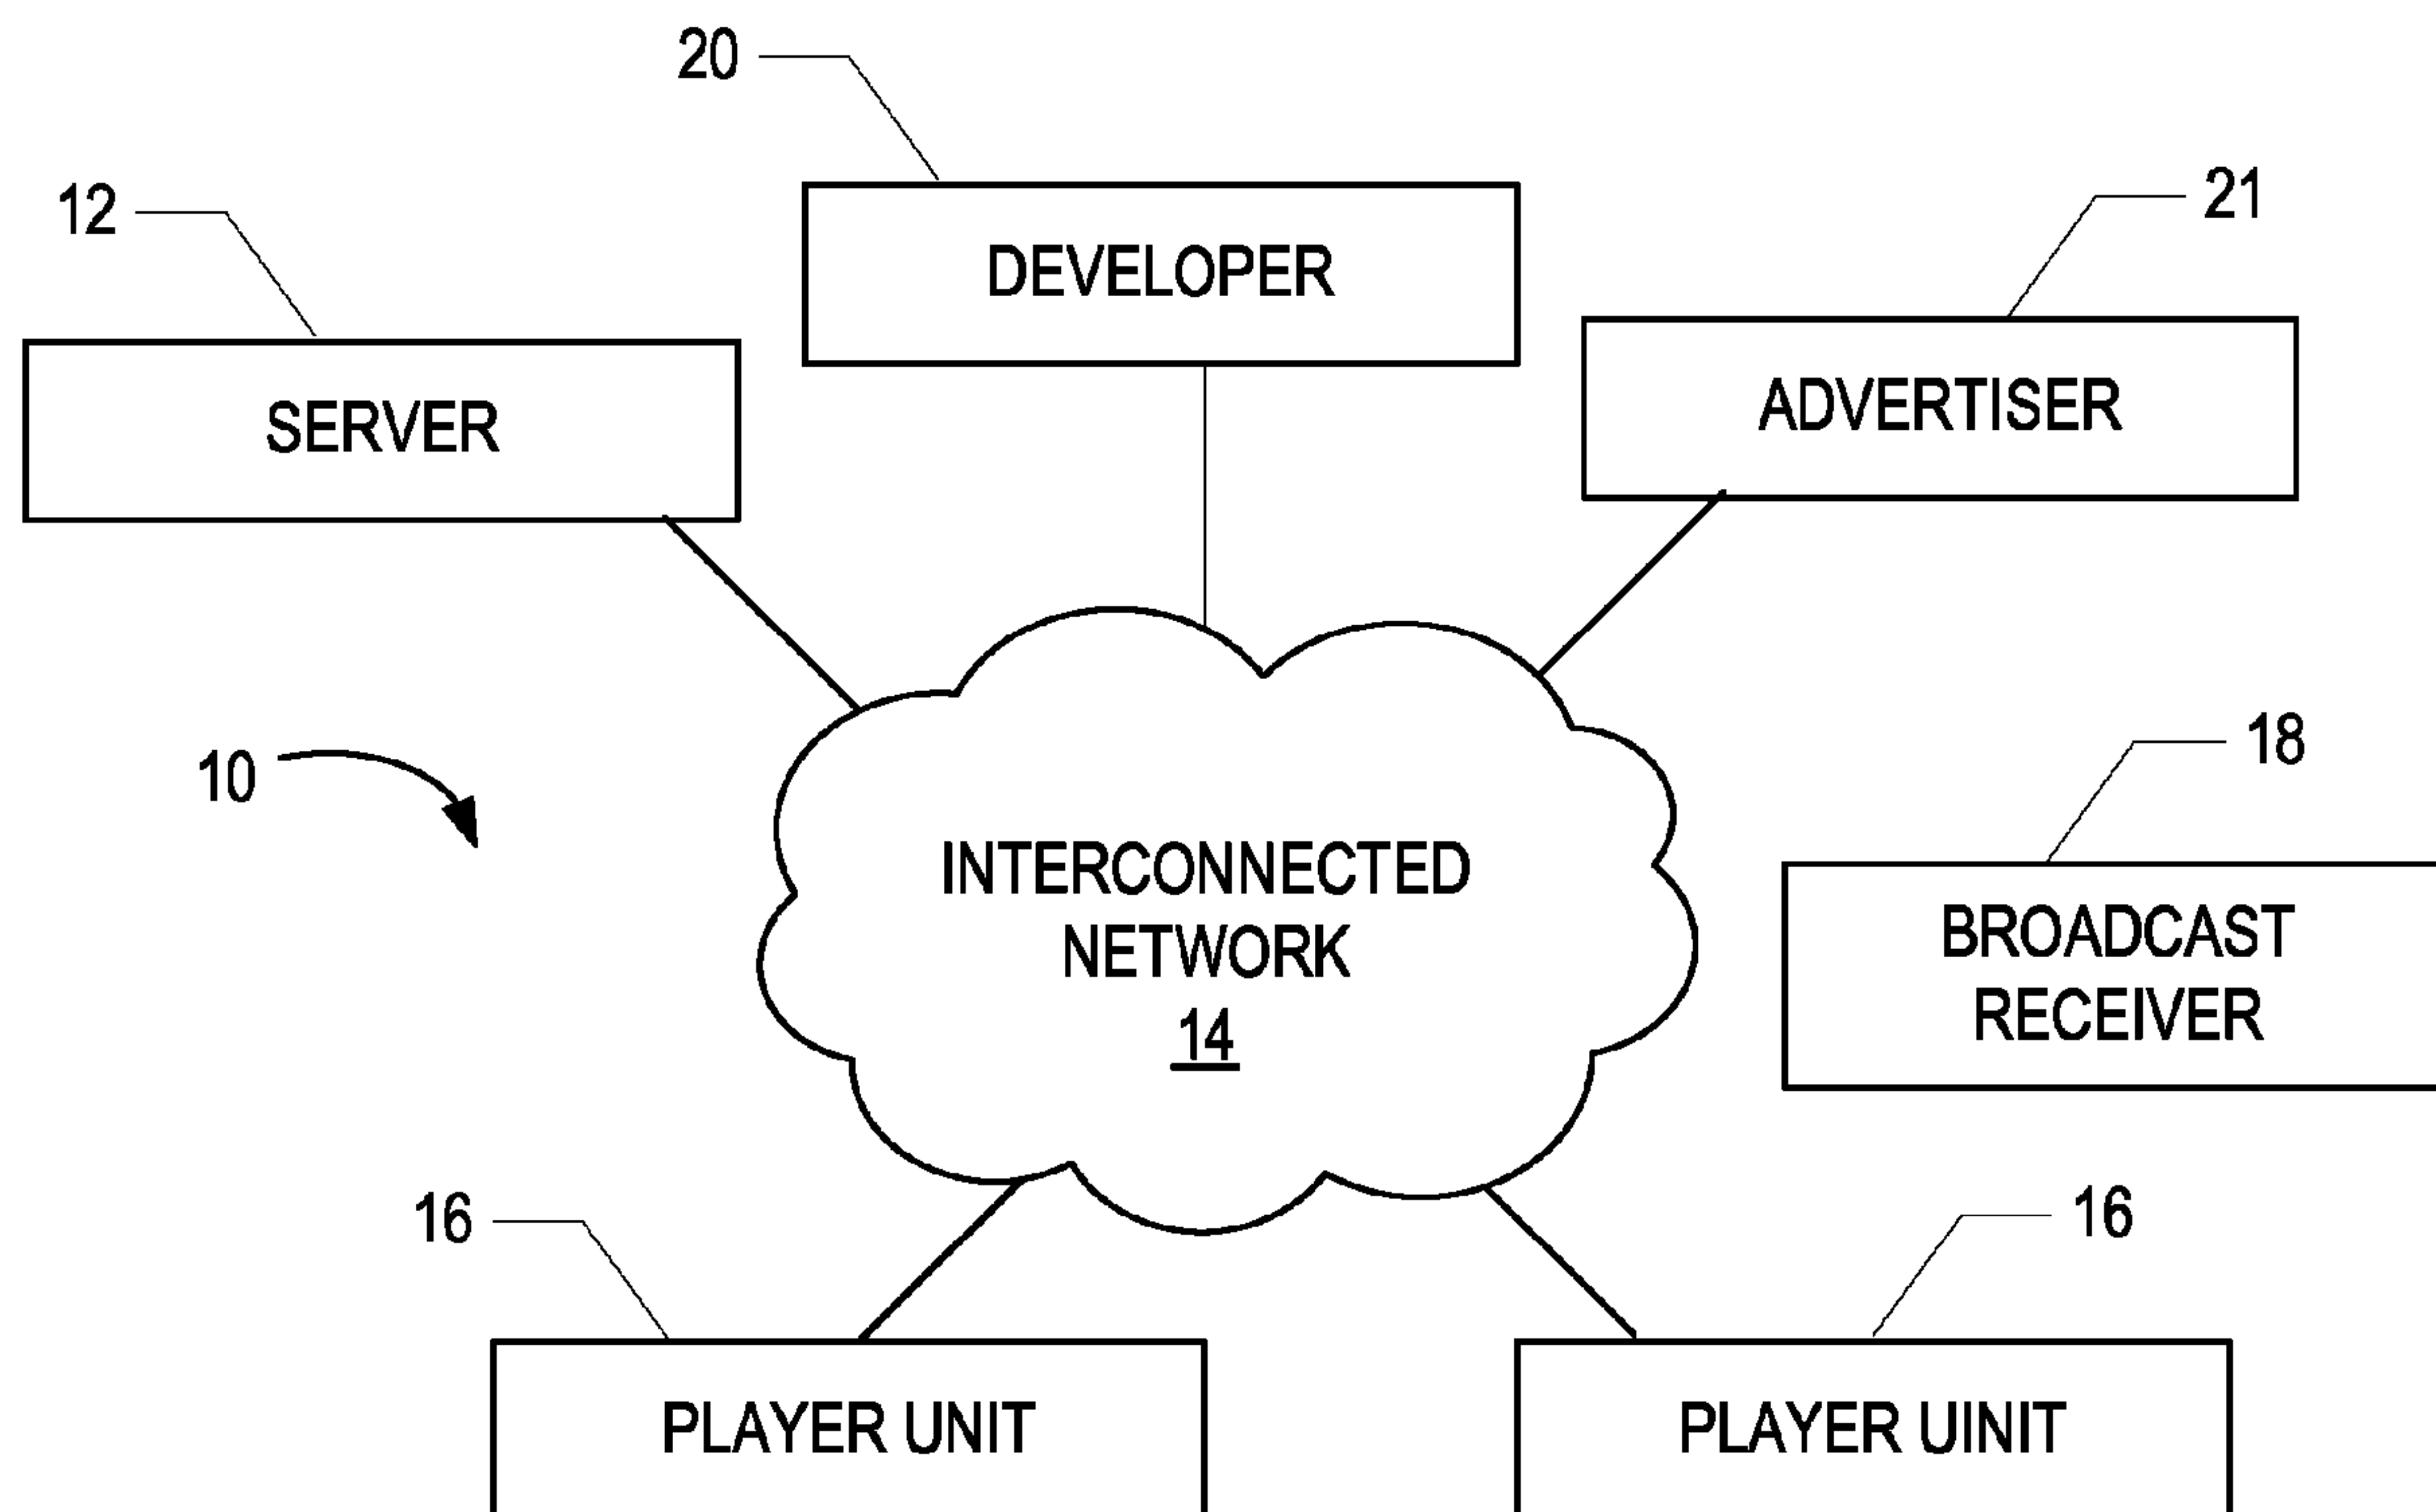 20
12
21
DEVELOPER
ADVERTISER
SERVER
18
10
INTERCONNECTED
NETWORK
14
BROADCAST
RECEIVER
16
16
PLAYER UNIT
PLAYER UINIT